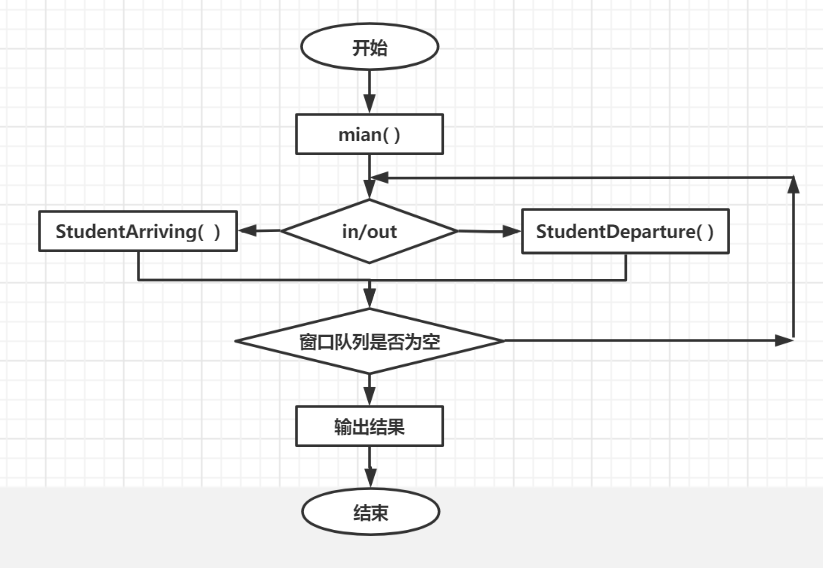 开始
mian( )
StudentArriving(  )
in/out
StudentDeparture( )
窗口队列是否为空
输出结果
结束